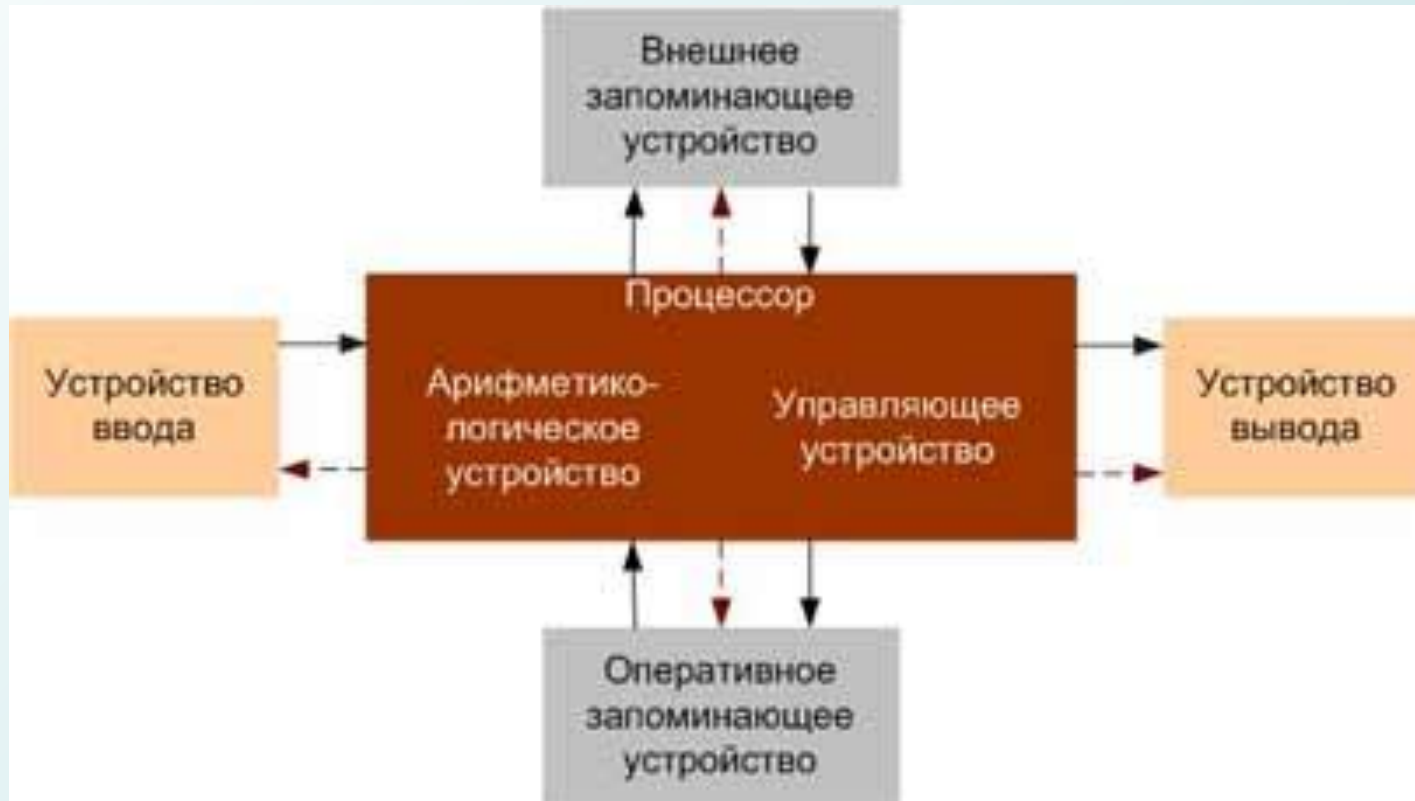 Внешнее
запоминающее
устройство
Процессор
Устройство
ввода
Арифметико-
логическое
устройство
Управляющее
устройство
Устройство
вывода
Оперативное
запоминающее
устройство